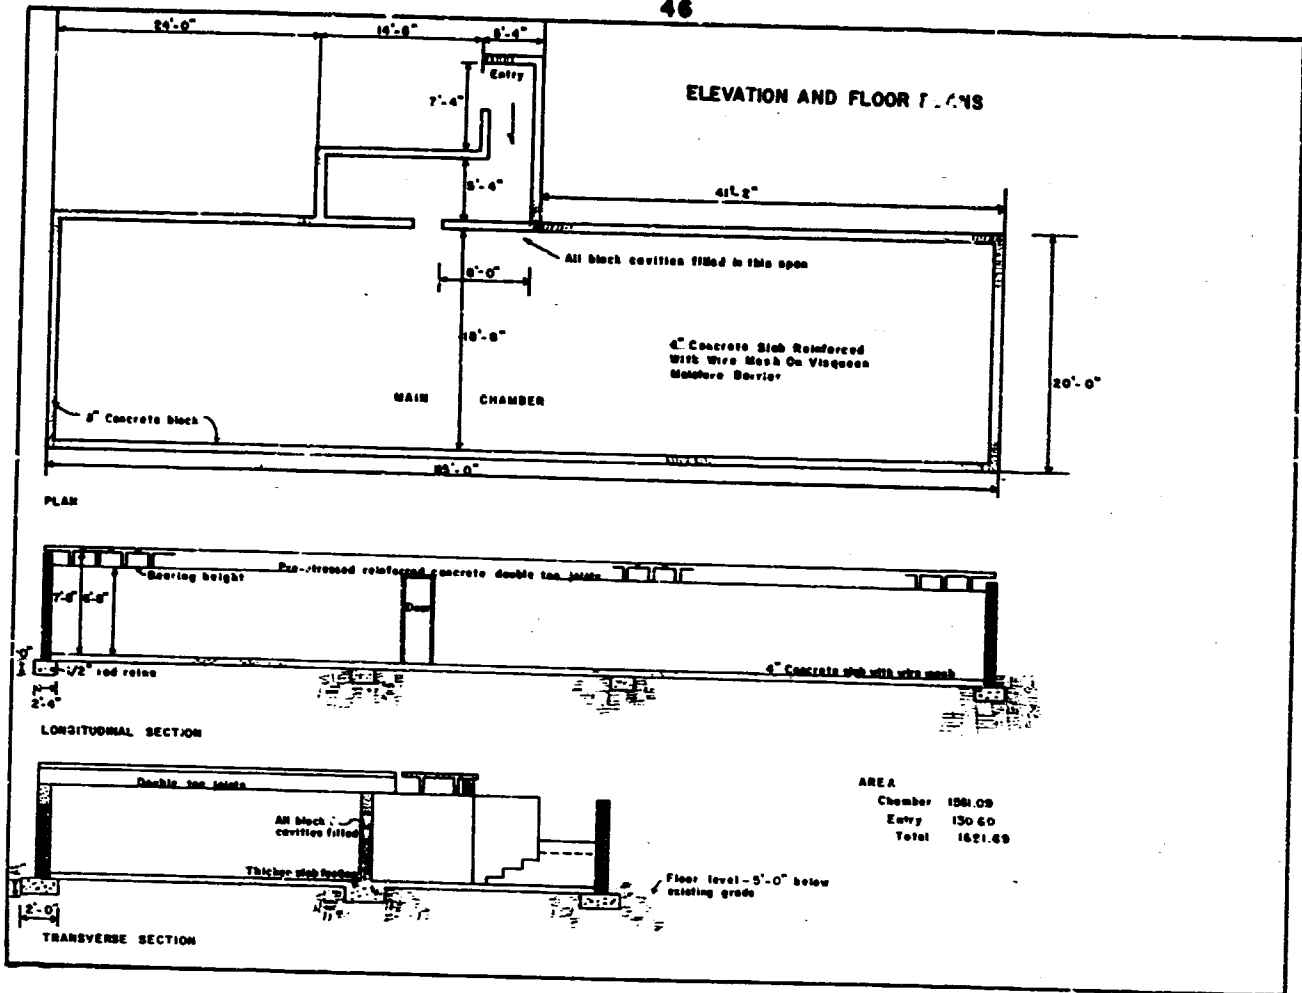 46
24'-0" 14'-8" 5'-4"
Entry
7'-4"
ELEVATION AND FLOOR
5'-4"
41'-2"
All block cavities filled in this span
6'-0"
18'-8"
4" Concrete Slab Reinforced
With Wire Mesh On Visqueen
Moisture Barrier
20'-0"
MAIN CHAMBER
8" Concrete block
85'-0"
PLAN
Bearing height
Pre-stressed reinforced concrete double tee joists
7'-8" 6'-8"
Door
1/2" rod reinf
4" Concrete slab with wire mesh
2'-4"
LONGITUDINAL SECTION
Double tee joists
AREA
Chamber
Entry 130.60
Total
All block
cavities filled
Thicker slab footing
Floor level - 5'-0" below
existing grade
2'-0"
TRANSVERSE SECTION